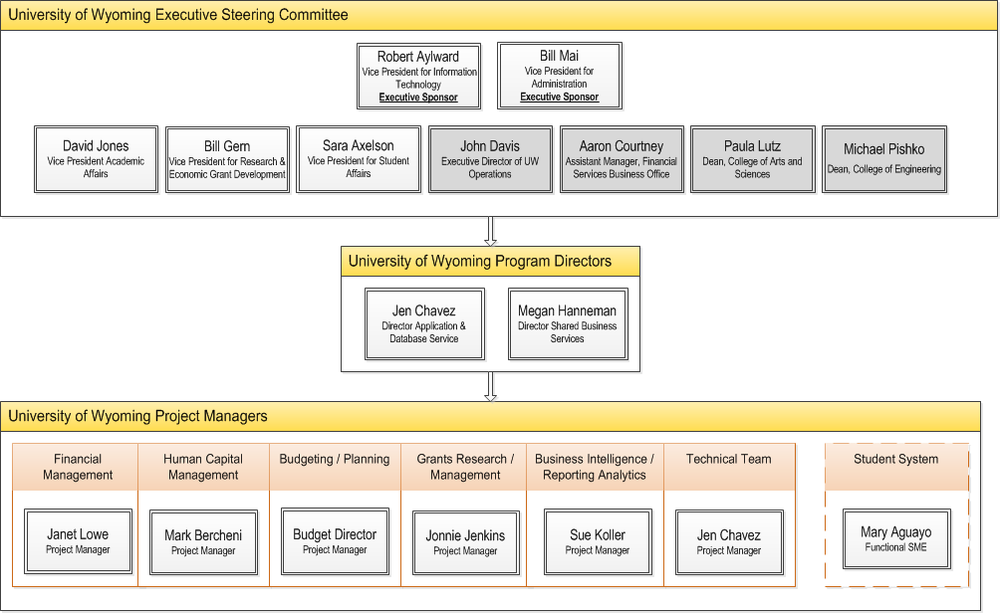 University of Wyoming Executive Steering Committee
Robert Aylward
Vice President for Information
Technology
Executive Sponsor
Bill Mai
Vice President for
Administration
Executive Sponsor
David Jones
Vice President Academic
Affairs
Bill Gern
Vice President for Research &
Economic Grant Development
Sara Axelson
Vice President for Student
Affairs
John Davis
Executive Director of UW
Operations
Aaron Courtney
Assistant Manager, Financial
Services Business Office
Paula Lutz
Dean, College of Arts and
Sciences
Michael Pishko
Dean, College of Engineering
University of Wyoming Program Directors
Jen Chavez
Director Application &
Database Service
Megan Hanneman
Director Shared Business
Services
University of Wyoming Project Managers
Financial
Management
Janet Lowe
Project Manager
Human Capital
Management
Mark Bercheni
Project Manager
Budgeting / Planning
Budget Director
Project Manager
Grants Research /
Management
Jonnie Jenkins
Project Manager
Business Intelligence /
Reporting Analytics
Sue Koller
Project Manager
Technical Team
Jen Chavez
Project Manager
Student System
Mary Aguayo
Functional SME